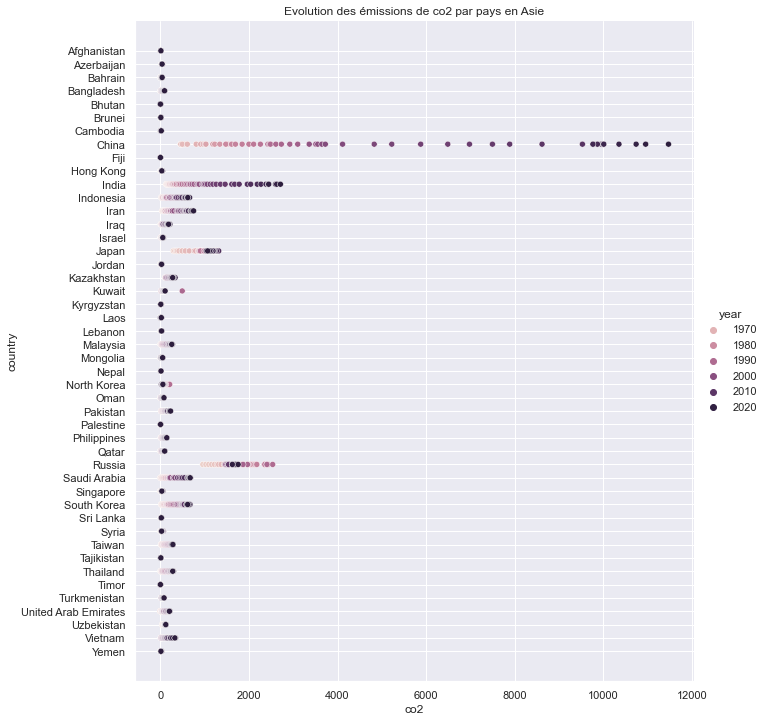 Evolution des émissions de co2 par pays en Asie
country
Afghanistan
Azerbaijan
Bahrain
Bangladesh
Bhutan
Brunei
Cambodia
China
Fiji
Hong Kong
India
Indonesia
Iran
Iraq
Israel
Japan
Jordan
Kazakhstan
Kuwait
Kyrgyzstan
Laos
Lebanon
Malaysia
Mongolia
Nepal
North Korea
Oman
Pakistan
Palestine
Philippines
Qatar
Russia
Saudi Arabia
Singapore
South Korea
Sri Lanka
Syria
Taiwan
Tajikistan
Thailand
Timor
Turkmenistan
United Arab Emirates
Uzbekistan
Vietnam
Yemen
0 2000 4000 6000 8000 10000 12000
co2
year
1970
1980
1990
2000
2010
2020